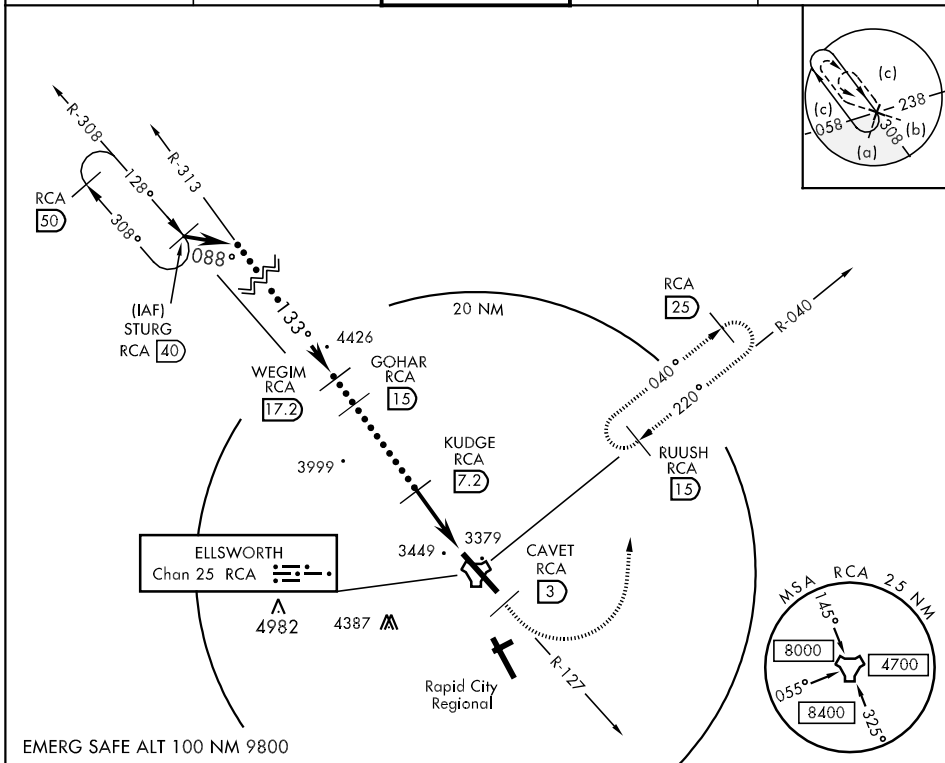 R-308
R-313
128°
308°
RCA
50
088°
(IAF)
STURG
RCA 40
133°
4426
20 NM
WEGIM
RCA
17.2
GOHAR
RCA
15
RCA
25
R-040
040°
220°
RUUSH
RCA
15
3999
KUDGE
RCA
7.2
3449
3379
CAVET
RCA
3
ELLSWORTH
Chan 25 RCA
4982
4387
Rapid City
Regional
R-127
EMERG SAFE ALT 100 NM 9800
(c)
(c)
238
058
(b)
308
(a)
MSA RCA 25 NM
145°
8000
4700
055°
8400
325°